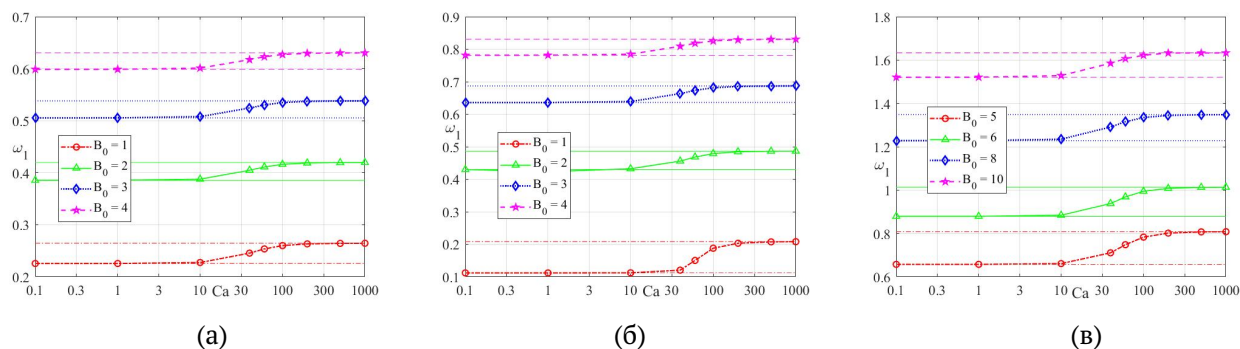 0.7
0.6
0.5
ω₁
0.4
0.3
0.2
0.1 0.3 1 3 10 Ca 30 100 300 1000
B₀ = 1
B₀ = 2
B₀ = 3
B₀ = 4
(а)
0.9
0.8
0.7
0.6
ω₁
0.5
0.4
0.3
0.2
0.1
0.1 0.3 1 3 10 Ca 30 100 300 1000
B₀ = 1
B₀ = 2
B₀ = 3
B₀ = 4
(б)
1.8
1.6
1.4
1.2
ω₁
1
0.8
0.6
0.1 0.3 1 3 10 Ca 30 100 300 1000
B₀ = 5
B₀ = 6
B₀ = 8
B₀ = 10
(в)